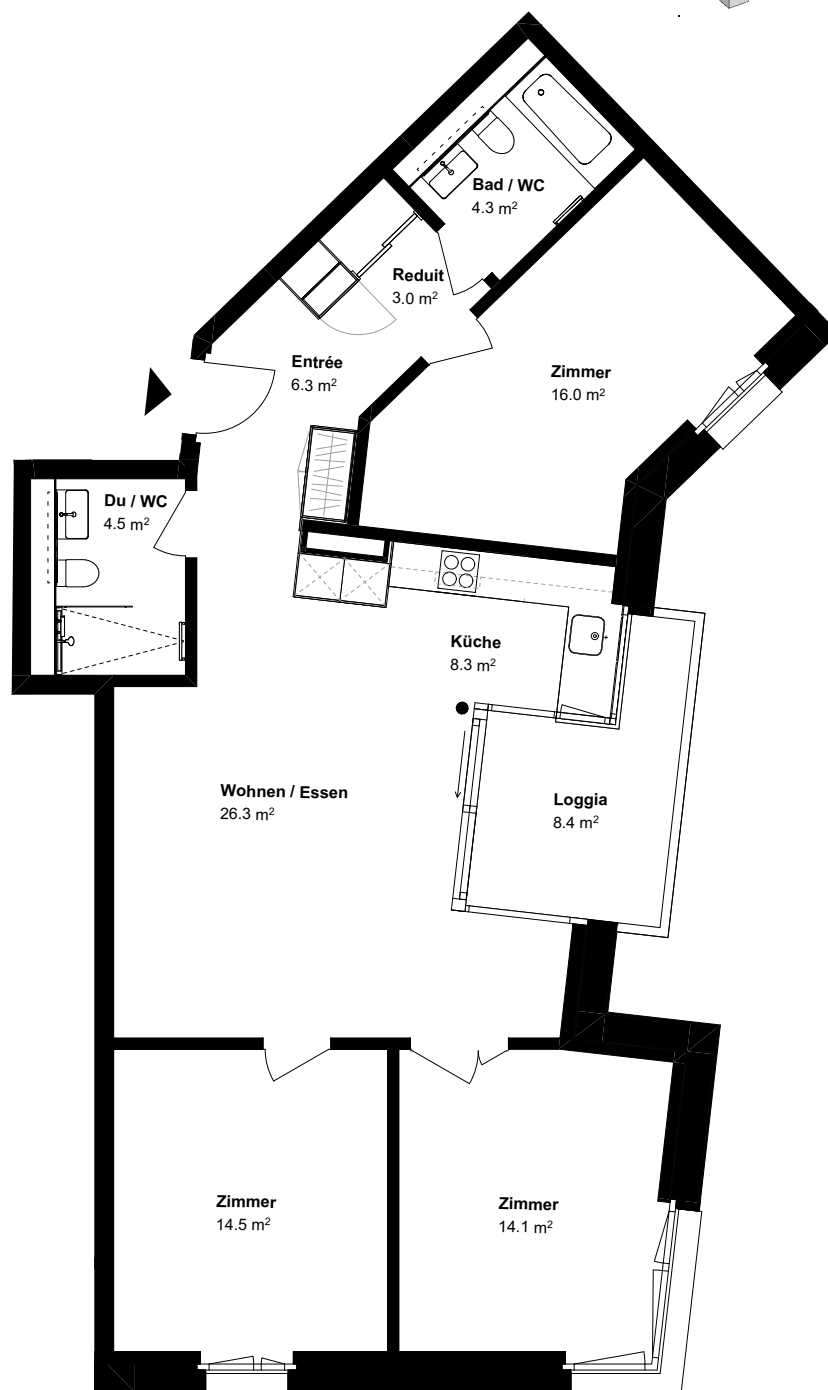 Bad / WC
4.3 m²
Reduit
3.0 m²
Entrée
6.3 m²
Zimmer
16.0 m²
Du / WC
4.5 m²
Küche
8.3 m²
Wohnen / Essen
26.3 m²
Loggia
8.4 m²
Zimmer
14.5 m²
Zimmer
14.1 m²